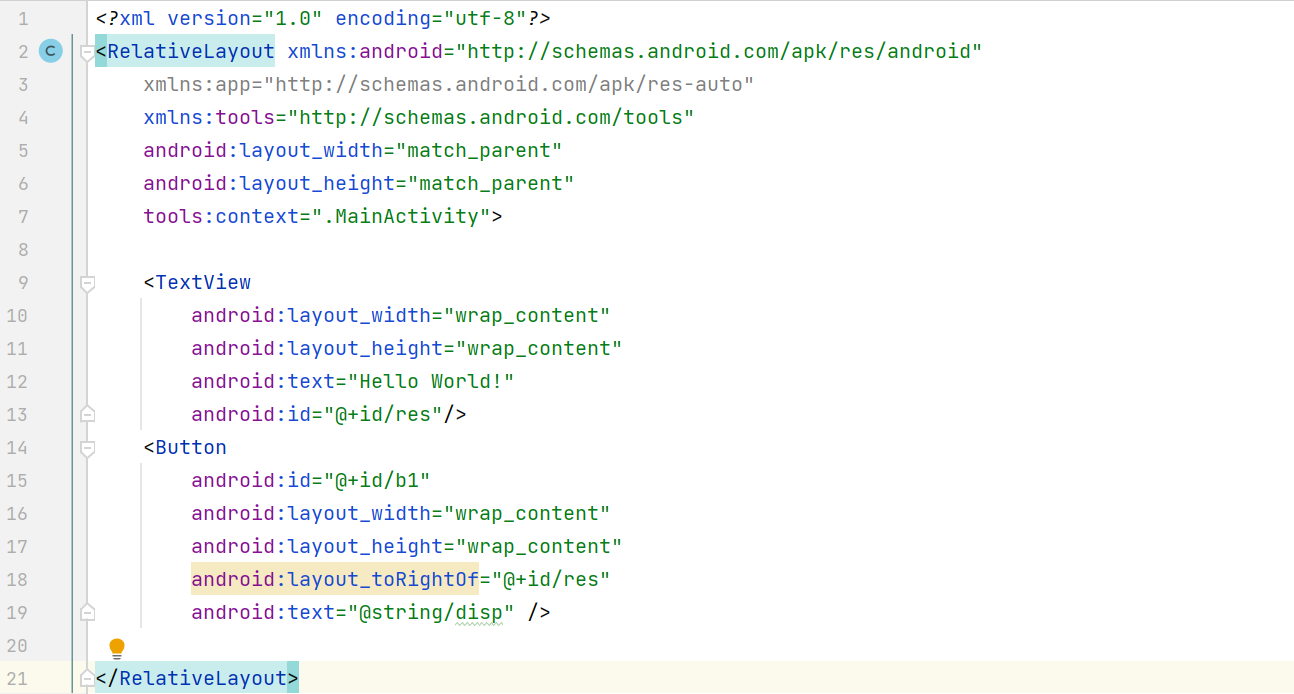 1 <?xml version="1.0" encoding="utf-8"?>
2 C <RelativeLayout xmlns:android="http://schemas.android.com/apk/res/android"
3     xmlns:app="http://schemas.android.com/apk/res-auto"
4     xmlns:tools="http://schemas.android.com/tools"
5     android:layout_width="match_parent"
6     android:layout_height="match_parent"
7     tools:context=".MainActivity">
8
9     <TextView
10         android:layout_width="wrap_content"
11         android:layout_height="wrap_content"
12         android:text="Hello World!"
13         android:id="@+id/res"/>
14     <Button
15         android:id="@+id/b1"
16         android:layout_width="wrap_content"
17         android:layout_height="wrap_content"
18         android:layout_toRightOf="@+id/res"
19         android:text="@string/disp" />
20
21 </RelativeLayout>